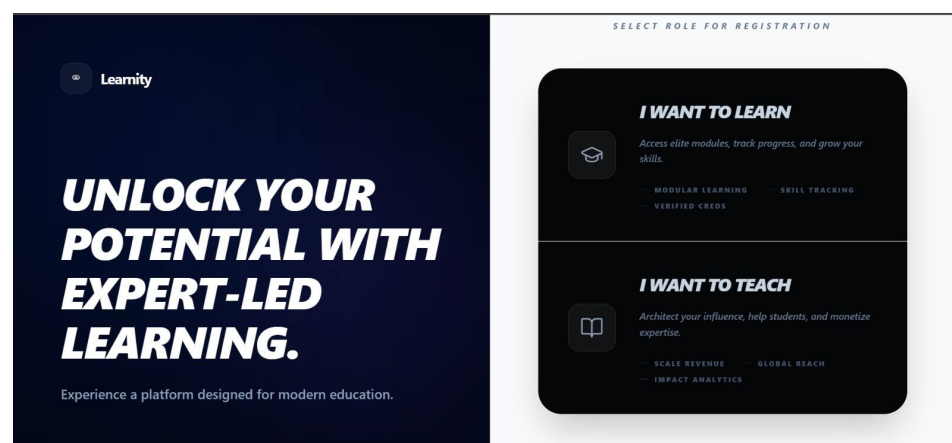 Learnity
UNLOCK YOUR
POTENTIAL WITH
EXPERT-LED
LEARNING.
Experience a platform designed for modern education.
SELECT ROLE FOR REGISTRATION
I WANT TO LEARN
Access elite modules, track progress, and grow your
skills.
MODULAR LEARNING — SKILL TRACKING
VERIFIED CREDS
I WANT TO TEACH
Architect your influence, help students, and monetize
expertise.
SCALE REVENUE — GLOBAL REACH
IMPACT ANALYTICS